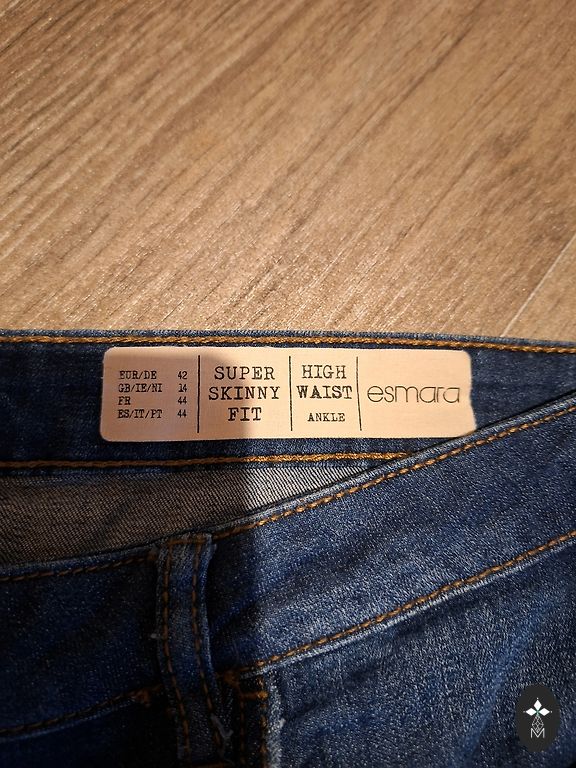 EUR/DE 42
GB/IE/NI 14
FR 44
ES/IT/PT 44
SUPER
SKINNY
FIT
HIGH
WAIST
ANKLE
esmara
M